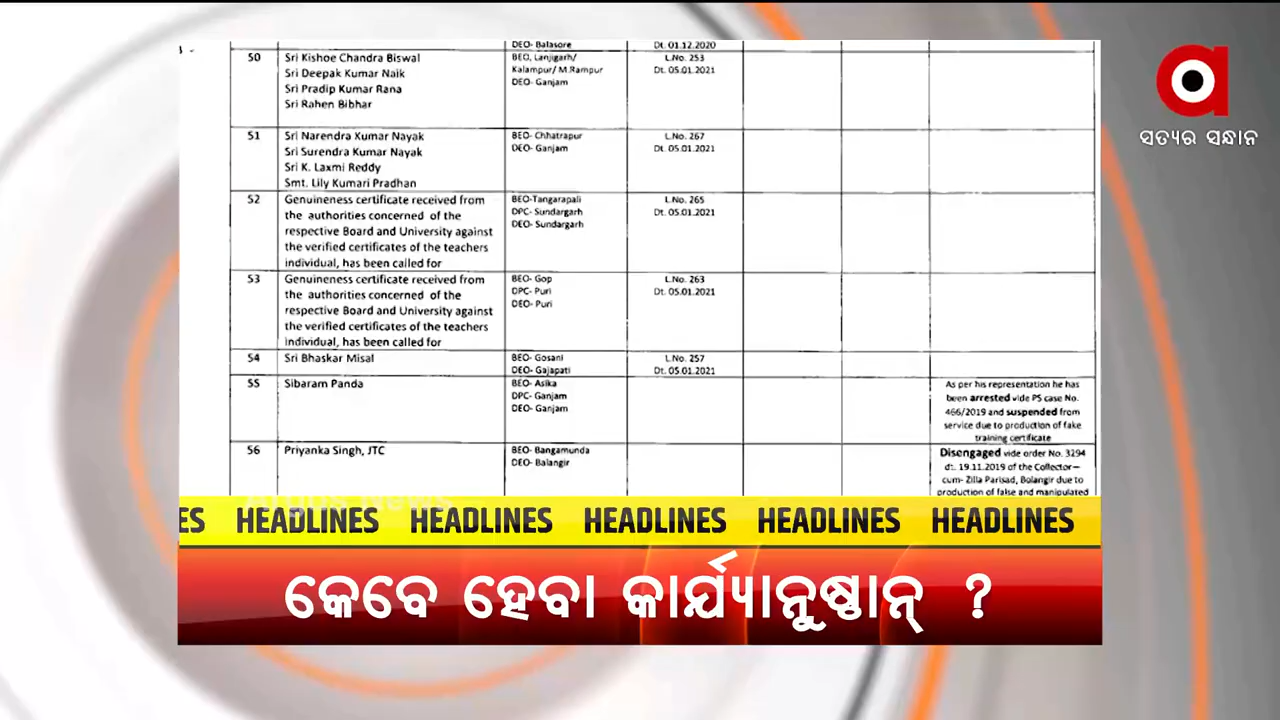 DEO- Balasore Dt. 01.12.2020
50 Sri Kishoe Chandra Biswal BEO, Lanjigarh/ L.No. 253
Sri Deepak Kumar Naik Kalampur/ M.Rampur Dt. 05.01.2021
Sri Pradip Kumar Rana DEO- Ganjam
Sri Rahen Bibhar
51 Sri Narendra Kumar Nayak BEO- Chhatrapur L.No. 267
Sri Surendra Kumar Nayak DEO- Ganjam Dt. 05.01.2021
Sri K. Laxmi Reddy
Smt. Lily Kumari Pradhan
52 Genuineness certificate received from BEO-Tangarapali L.No. 265
the authorities concerned of the DPC- Sundargarh Dt. 05.01.2021
respective Board and University against DEO- Sundargarh
the verified certificates of the teachers
individual, has been called for
53 Genuineness certificate received from BEO- Gop L.No. 263
the authorities concerned of the DPC- Puri Dt. 05.01.2021
respective Board and University against DEO- Puri
the verified certificates of the teachers
individual, has been called for
54 Sri Bhaskar Misal BEO- Gosani L.No. 257
DEO- Gajapati Dt. 05.01.2021
55 Sibaram Panda BEO- Asika As per his representation he has
DPC- Ganjam been arrested vide PS case No.
DEO- Ganjam 466/2019 and suspended from
service due to production of fake
training certificate
56 Priyanka Singh, JTC BEO- Bangamunda Disengaged vide order No. 3294
DEO- Balangir dt. 19.11.2019 of the Collector–
cum- Zilla Parisad, Bolangir due to
production of false and manipulated
ସତ୍ୟର ସନ୍ଧାନ
Argus News
ES HEADLINES HEADLINES HEADLINES HEADLINES HEADLINES
କେବେ ହେବ। କାର୍ଯ୍ୟାନୁଷ୍ଠାନ୍ ?